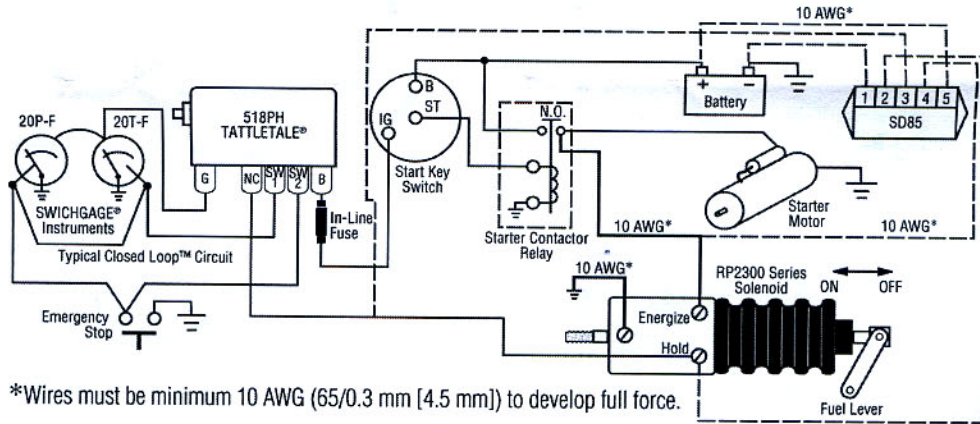 10 AWG*
20P-F
20T-F
518PH
TATTLETALE®
G
NC
SW
1
SW
2
B
SWICHGAGE®
Instruments
Typical Closed Loop™ Circuit
In-Line
Fuse
Emergency
Stop
B
ST
IG
Start Key
Switch
N.O.
Starter Contactor
Relay
+
−
Battery
1 2 3 4 5
SD85
Starter
Motor
10 AWG*
10 AWG*
10 AWG*
RP2300 Series
Solenoid
ON
OFF
Energize
Hold
Fuel Lever
*Wires must be minimum 10 AWG (65/0.3 mm [4.5 mm]) to develop full force.